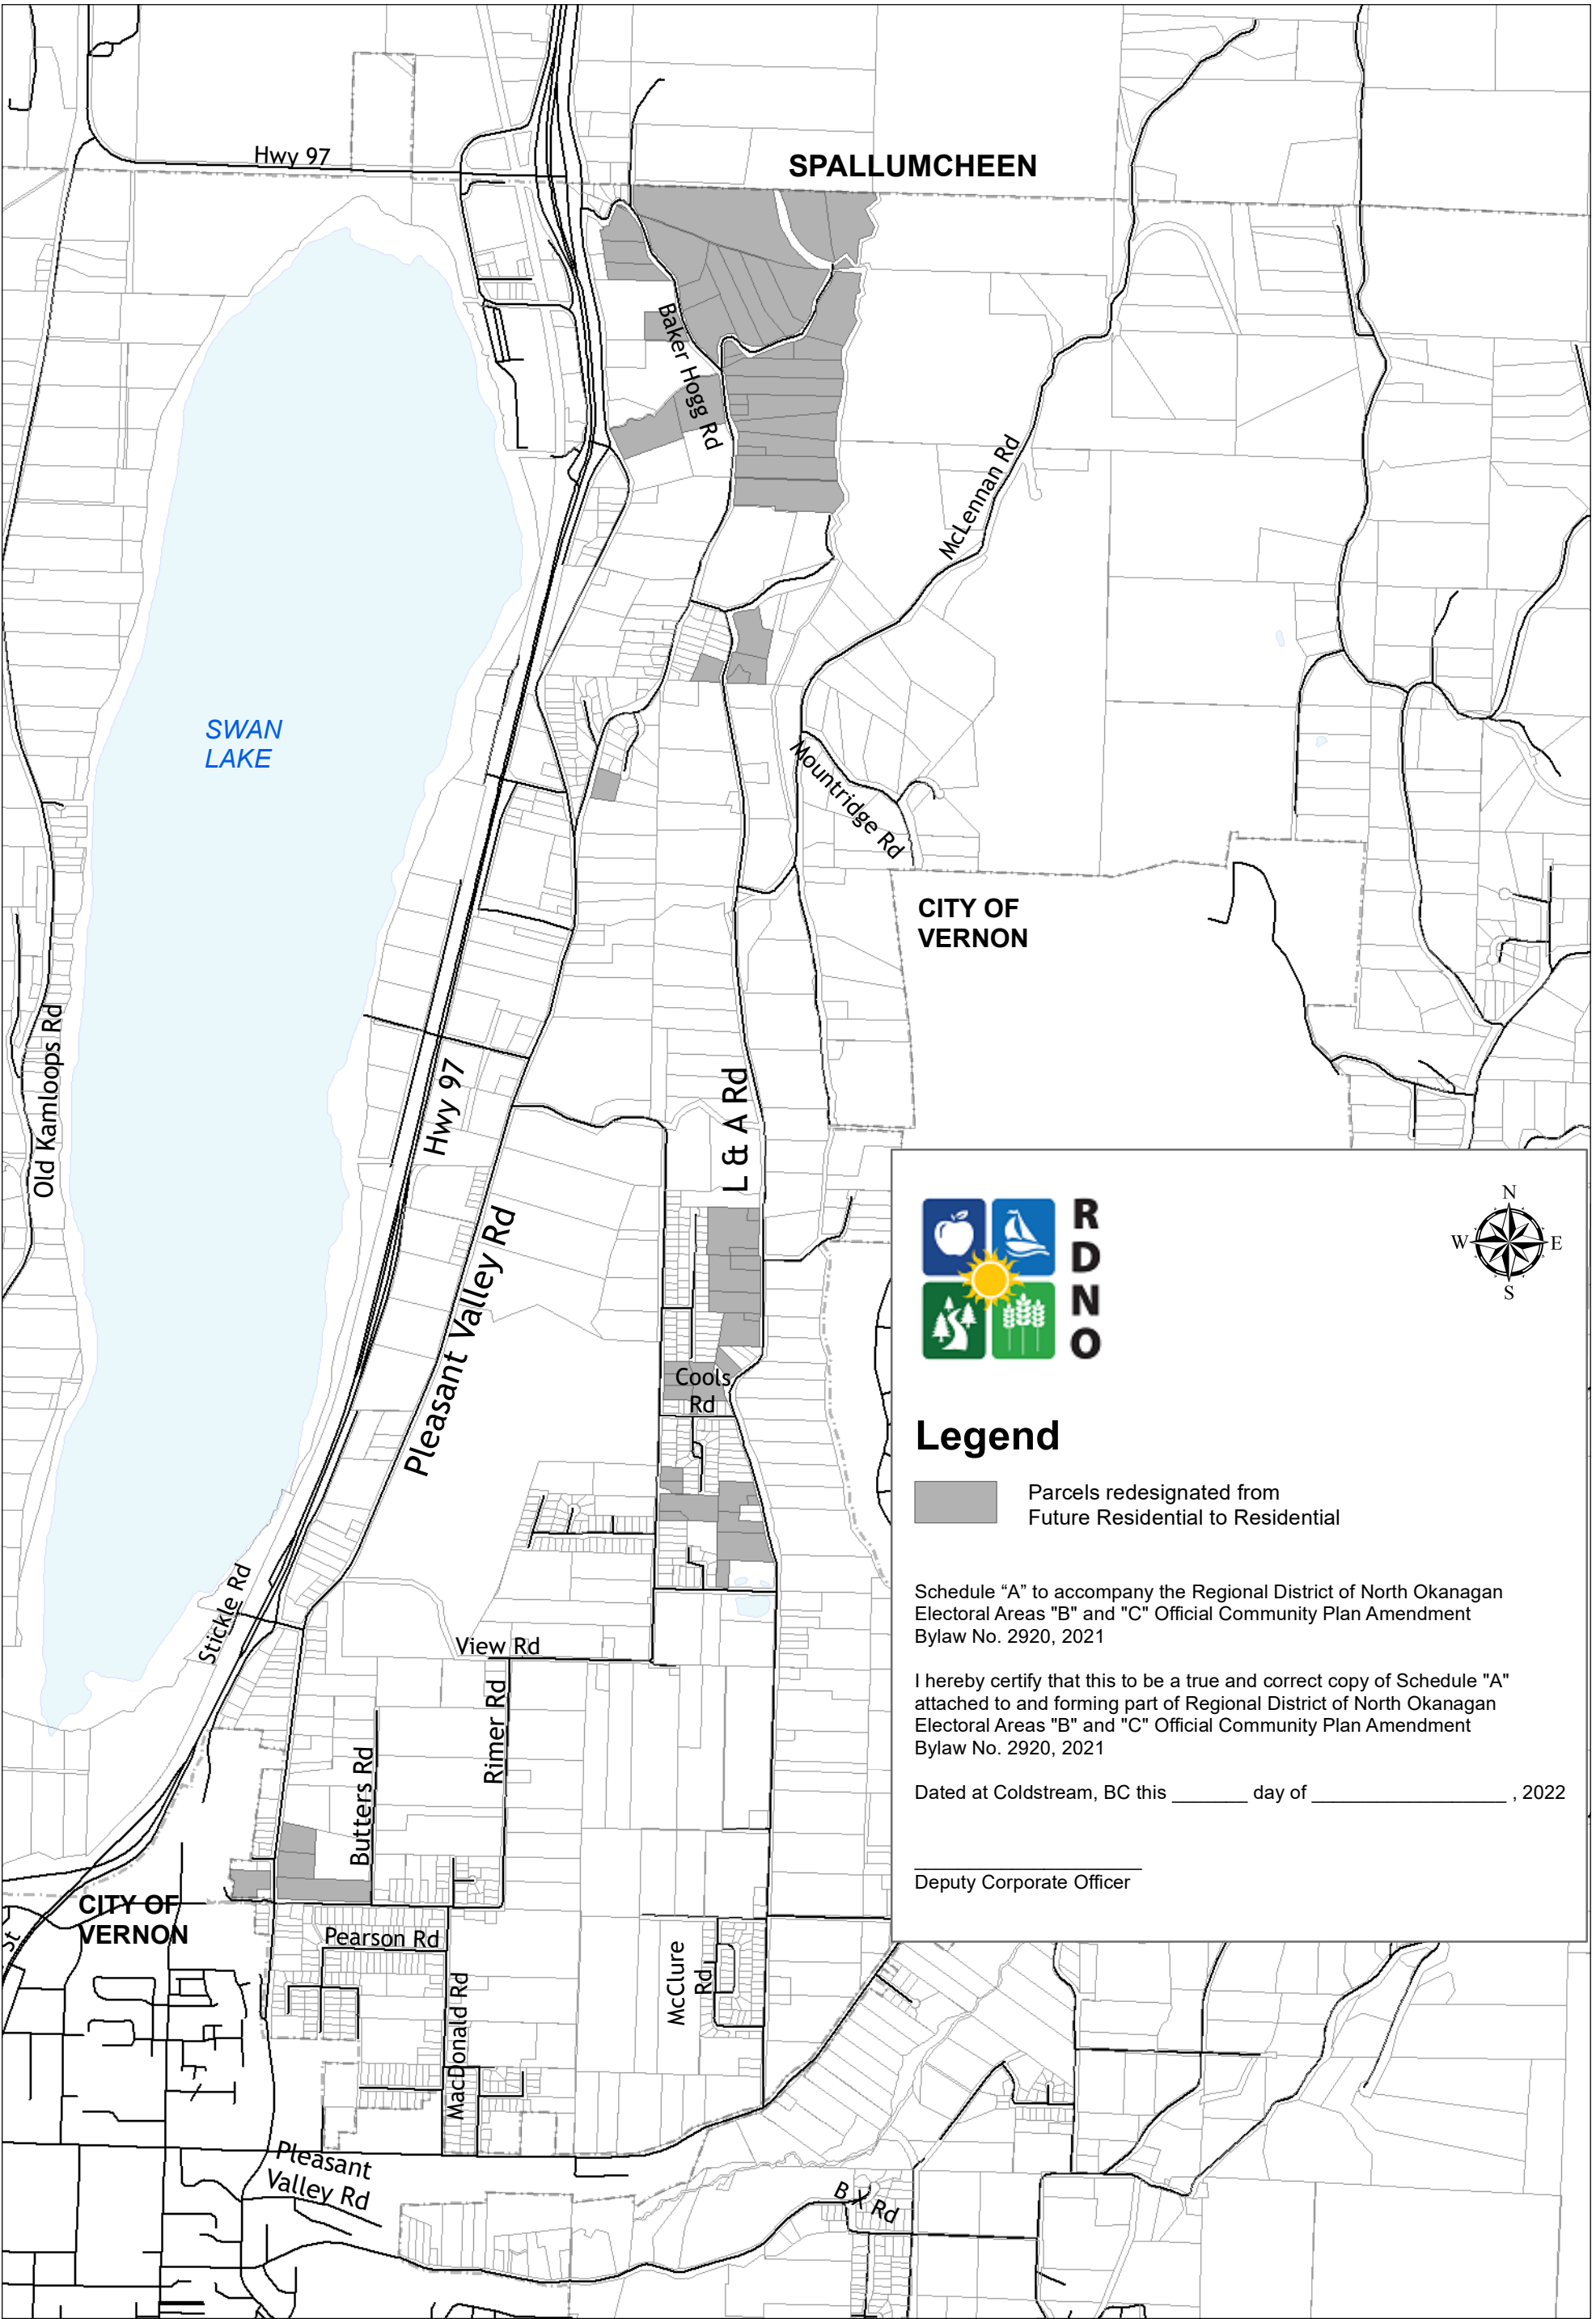 Hwy 97
SPALLUMCHEEN
Baker Hogg Rd
McLennan Rd
SWAN
LAKE
Mountridge Rd
CITY OF
VERNON
Old Kamloops Rd
Hwy 97
L & A Rd
Pleasant Valley Rd
Cools
Rd
Stickle Rd
View Rd
Rimer Rd
Butters Rd
CITY OF
VERNON
St
Pearson Rd
MacDonald Rd
McClure
Rd
Pleasant
Valley Rd
B X Rd
R
D
N
O
N
W
E
S
Legend
Parcels redesignated from
Future Residential to Residential
Schedule “A” to accompany the Regional District of North Okanagan
Electoral Areas "B" and "C" Official Community Plan Amendment
Bylaw No. 2920, 2021
I hereby certify that this to be a true and correct copy of Schedule "A"
attached to and forming part of Regional District of North Okanagan
Electoral Areas "B" and "C" Official Community Plan Amendment
Bylaw No. 2920, 2021
Dated at Coldstream, BC this _______ day of __________________ , 2022
_____________________
Deputy Corporate Officer